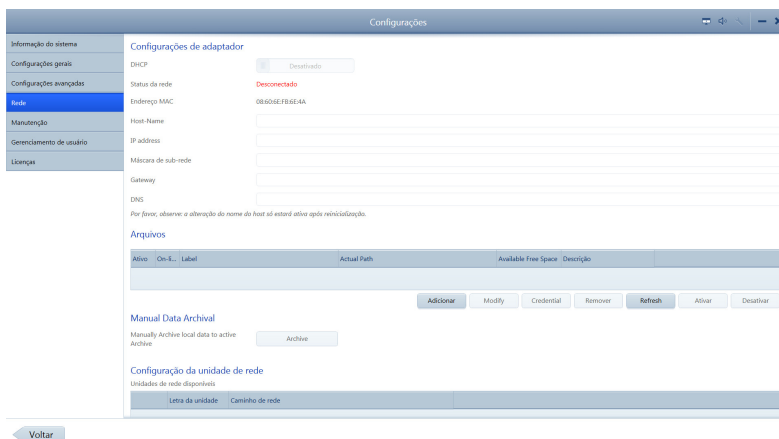 Configurações
Informação do sistema
Configurações gerais
Configurações avançadas
Rede
Manutenção
Gerenciamento de usuário
Licenças
Configurações de adaptador
DHCP
Desativado
Status da rede
Desconectado
Endereço MAC
08:60:6E:FB:6E:4A
Host-Name
IP address
Máscara de sub-rede
Gateway
DNS
Por favor, observe: a alteração do nome do host só estará ativa após reinicialização.
Arquivos
Ativo On-li... Label Actual Path Available Free Space Descrição
Adicionar Modify Credential Remover Refresh Ativar Desativar
Manual Data Archival
Manually Archive local data to active
Archive
Archive
Configuração da unidade de rede
Unidades de rede disponíveis
Letra da unidade Caminho de rede
Voltar